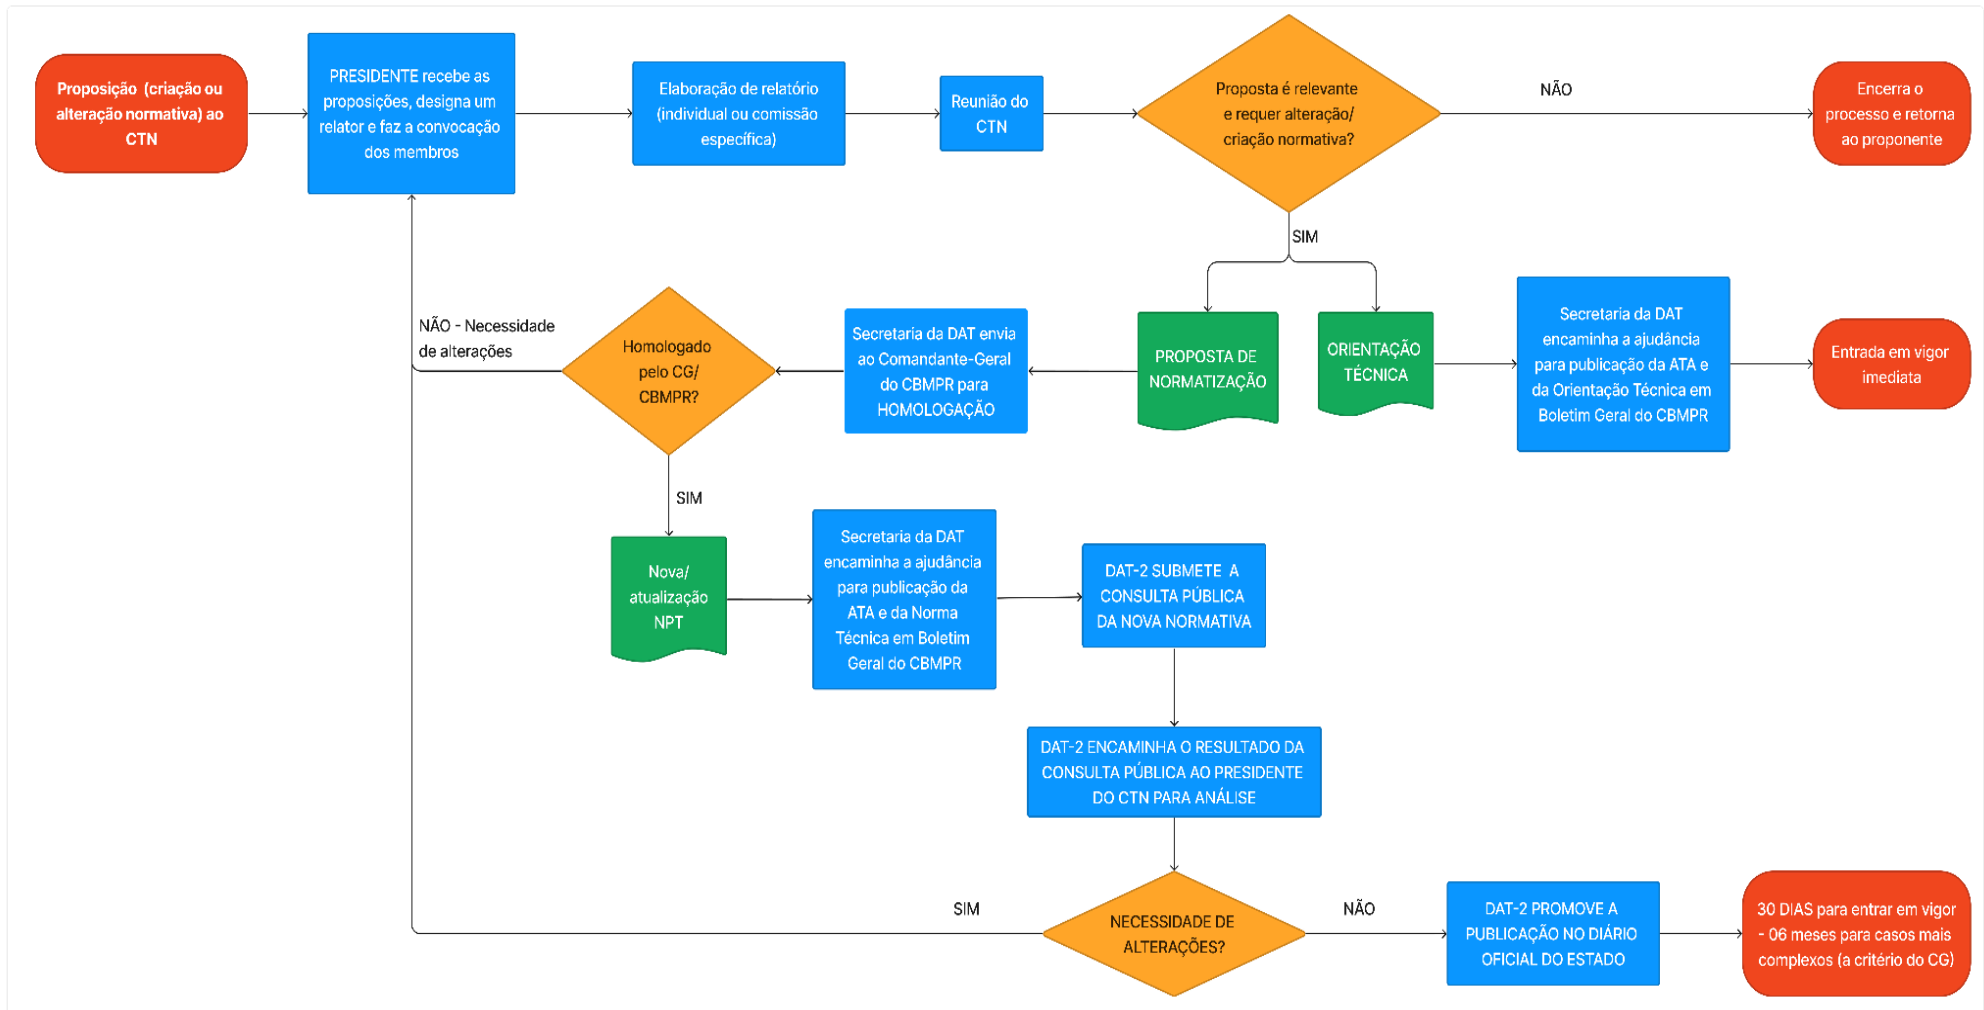 Proposição (criação ou
alteração normativa) ao
CTN
PRESIDENTE recebe as
proposições, designa um
relator e faz a convocação
dos membros
Elaboração de relatório
(individual ou comissão
específica)
Reunião do
CTN
Proposta é relevante
e requer alteração/
criação normativa?
NÃO
Encerra o
processo e retorna
ao proponente
SIM
NÃO - Necessidade
de alterações
Homologado
pelo CG/
CBMPR?
Secretaria da DAT envia
ao Comandante-Geral
do CBMPR para
HOMOLOGAÇÃO
PROPOSTA DE
NORMATIZAÇÃO
ORIENTAÇÃO
TÉCNICA
Secretaria da DAT
encaminha a ajudância
para publicação da ATA e
da Orientação Técnica em
Boletim Geral do CBMPR
Entrada em vigor
imediata
SIM
Nova/
atualização
NPT
Secretaria da DAT
encaminha a ajudância
para publicação da
ATA e da Norma
Técnica em Boletim
Geral do CBMPR
DAT-2 SUBMETE A
CONSULTA PÚBLICA
DA NOVA NORMATIVA
DAT-2 ENCAMINHA O RESULTADO DA
CONSULTA PÚBLICA AO PRESIDENTE
DO CTN PARA ANÁLISE
SIM
NECESSIDADE DE
ALTERAÇÕES?
NÃO
DAT-2 PROMOVE A
PUBLICAÇÃO NO DIÁRIO
OFICIAL DO ESTADO
30 DIAS para entrar em vigor
- 06 meses para casos mais
complexos (a critério do CG)